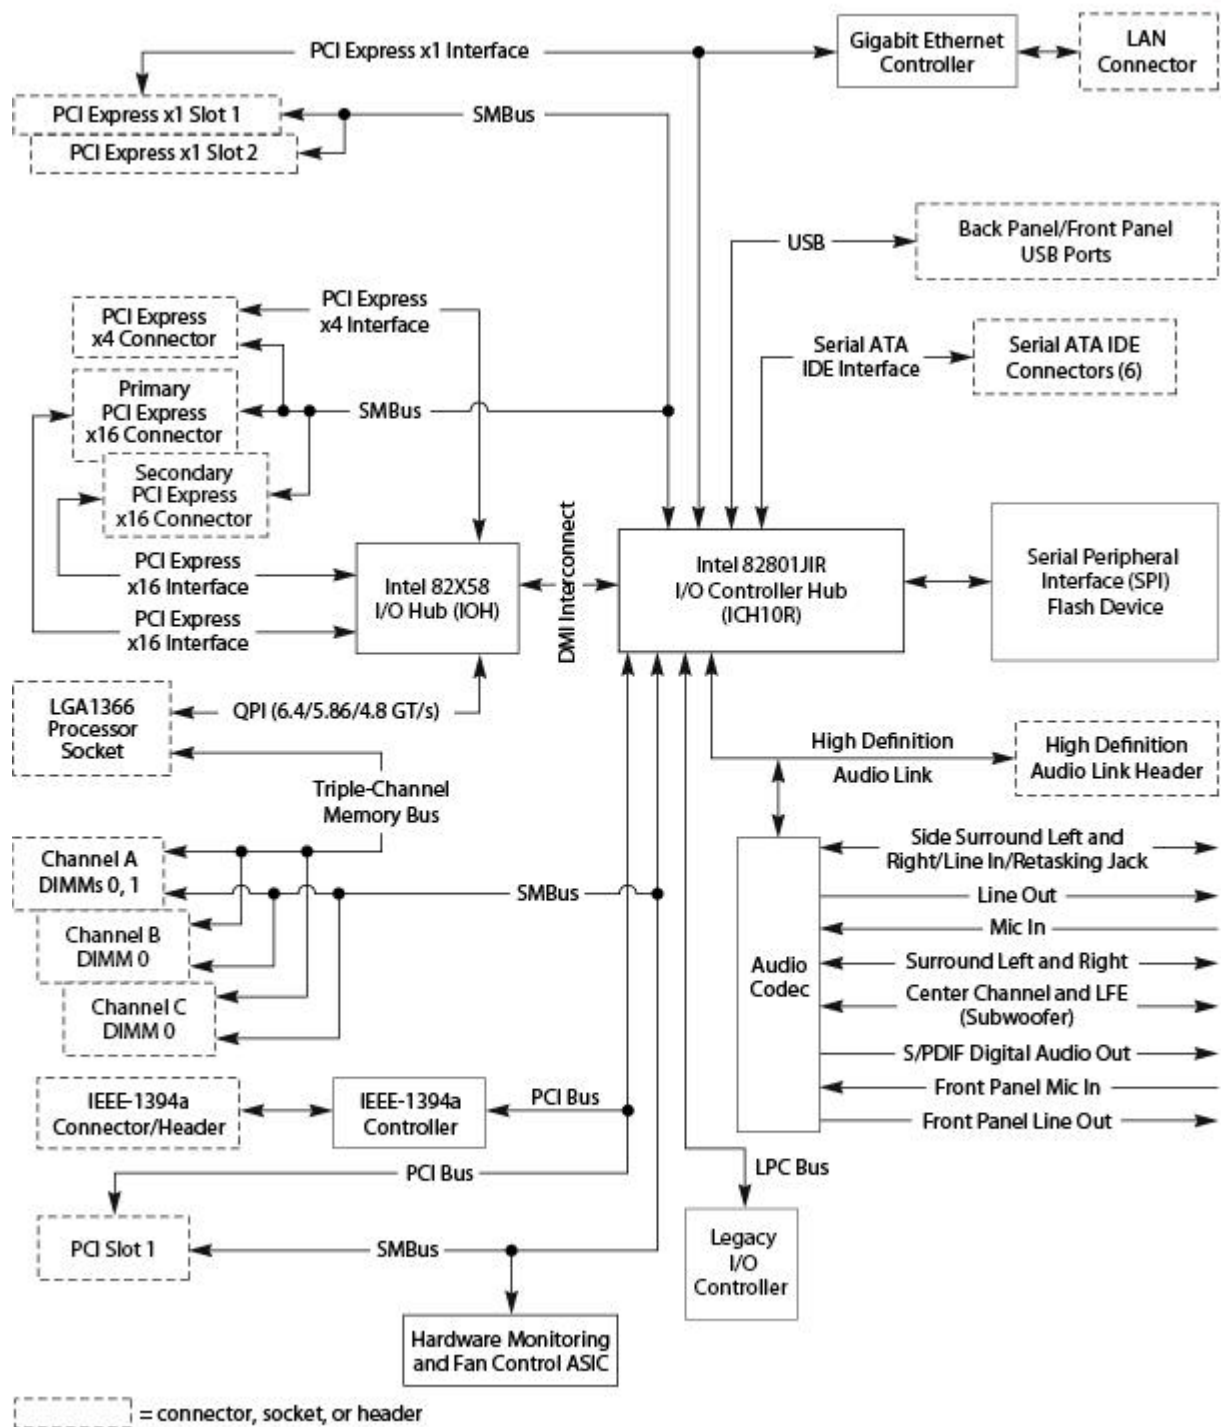 PCI Express x1 Interface
Gigabit Ethernet
Controller
LAN
Connector
PCI Express x1 Slot 1
SMBus
PCI Express x1 Slot 2
USB
Back Panel/Front Panel
USB Ports
PCI Express
x4 Connector
PCI Express
x4 Interface
Serial ATA
IDE Interface
Serial ATA IDE
Connectors (6)
Primary
PCI Express
x16 Connector
SMBus
Secondary
PCI Express
x16 Connector
PCI Express
x16 Interface
PCI Express
x16 Interface
Intel 82X58
I/O Hub (IOH)
DMI Interconnect
Intel 82801JIR
I/O Controller Hub
(ICH10R)
Serial Peripheral
Interface (SPI)
Flash Device
LGA1366
Processor
Socket
QPI (6.4/5.86/4.8 GT/s)
Triple-Channel
Memory Bus
High Definition
Audio Link
High Definition
Audio Link Header
Channel A
DIMMs 0, 1
SMBus
Channel B
DIMM 0
Channel C
DIMM 0
Audio
Codec
Side Surround Left and
Right/Line In/Retasking Jack
Line Out
Mic In
Surround Left and Right
Center Channel and LFE
(Subwoofer)
S/PDIF Digital Audio Out
Front Panel Mic In
Front Panel Line Out
IEEE-1394a
Connector/Header
IEEE-1394a
Controller
PCI Bus
PCI Bus
LPC Bus
PCI Slot 1
SMBus
Legacy
I/O
Controller
Hardware Monitoring
and Fan Control ASIC
= connector, socket, or header